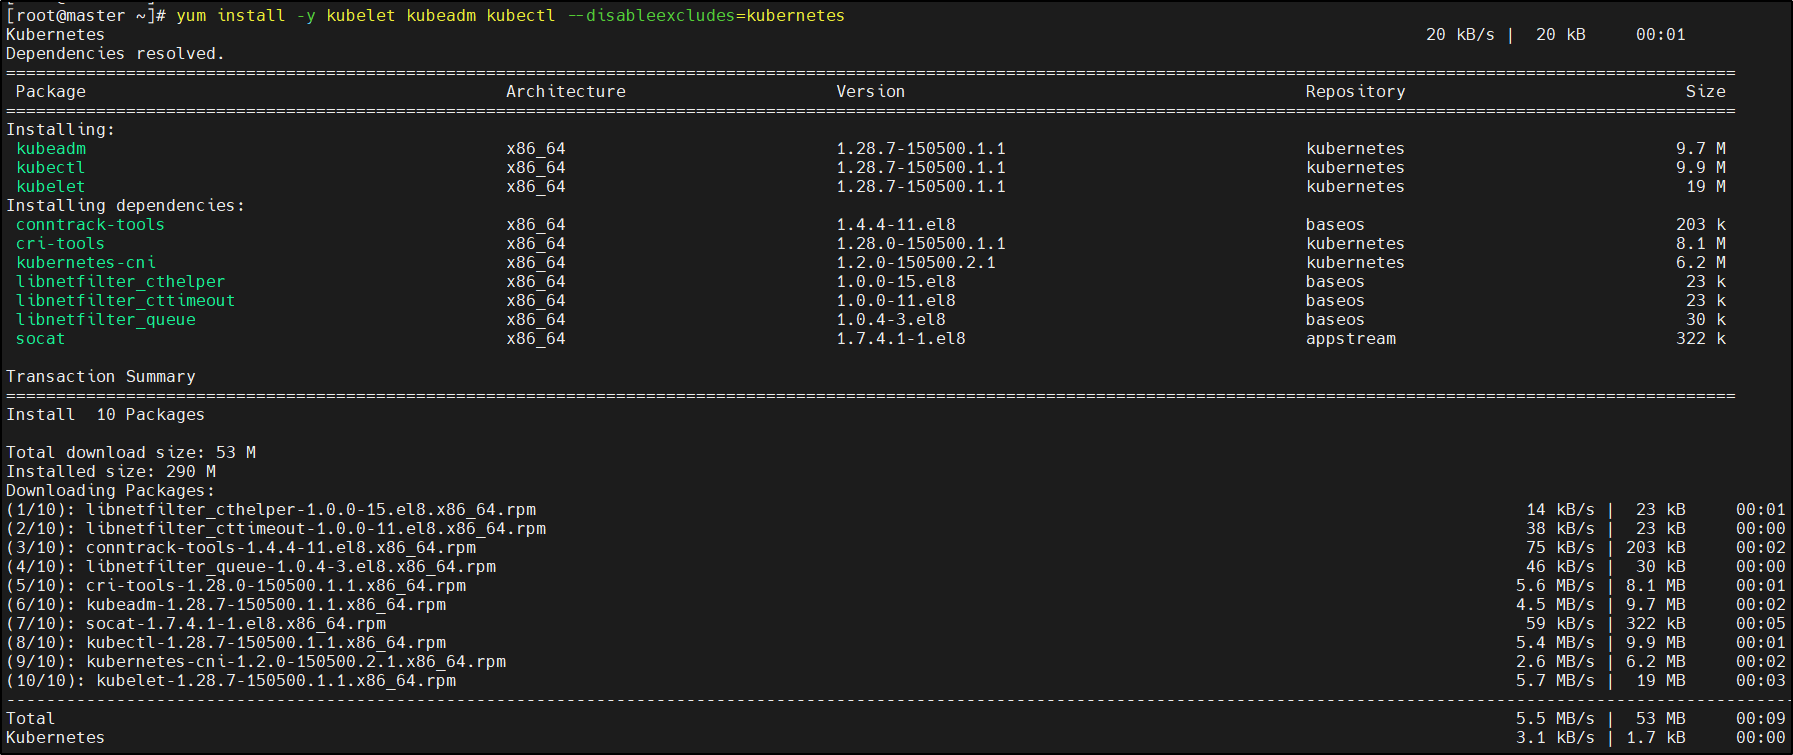 [root@master ~]# yum install -y kubelet kubeadm kubectl --disableexcludes=kubernetes
Kubernetes 20 kB/s | 20 kB 00:01
Dependencies resolved.
Package Architecture Version Repository Size
Installing:
kubeadm x86_64 1.28.7-150500.1.1 kubernetes 9.7 M
kubectl x86_64 1.28.7-150500.1.1 kubernetes 9.9 M
kubelet x86_64 1.28.7-150500.1.1 kubernetes 19 M
Installing dependencies:
conntrack-tools x86_64 1.4.4-11.el8 baseos 203 k
cri-tools x86_64 1.28.0-150500.1.1 kubernetes 8.1 M
kubernetes-cni x86_64 1.2.0-150500.2.1 kubernetes 6.2 M
libnetfilter_cthelper x86_64 1.0.0-15.el8 baseos 23 k
libnetfilter_cttimeout x86_64 1.0.0-11.el8 baseos 23 k
libnetfilter_queue x86_64 1.0.4-3.el8 baseos 30 k
socat x86_64 1.7.4.1-1.el8 appstream 322 k
Transaction Summary
Install 10 Packages
Total download size: 53 M
Installed size: 290 M
Downloading Packages:
(1/10): libnetfilter_cthelper-1.0.0-15.el8.x86_64.rpm 14 kB/s | 23 kB 00:01
(2/10): libnetfilter_cttimeout-1.0.0-11.el8.x86_64.rpm 38 kB/s | 23 kB 00:00
(3/10): conntrack-tools-1.4.4-11.el8.x86_64.rpm 75 kB/s | 203 kB 00:02
(4/10): libnetfilter_queue-1.0.4-3.el8.x86_64.rpm 46 kB/s | 30 kB 00:00
(5/10): cri-tools-1.28.0-150500.1.1.x86_64.rpm 5.6 MB/s | 8.1 MB 00:01
(6/10): kubeadm-1.28.7-150500.1.1.x86_64.rpm 4.5 MB/s | 9.7 MB 00:02
(7/10): socat-1.7.4.1-1.el8.x86_64.rpm 59 kB/s | 322 kB 00:05
(8/10): kubectl-1.28.7-150500.1.1.x86_64.rpm 5.4 MB/s | 9.9 MB 00:01
(9/10): kubernetes-cni-1.2.0-150500.2.1.x86_64.rpm 2.6 MB/s | 6.2 MB 00:02
(10/10): kubelet-1.28.7-150500.1.1.x86_64.rpm 5.7 MB/s | 19 MB 00:03
Total 5.5 MB/s | 53 MB 00:09
Kubernetes 3.1 kB/s | 1.7 kB 00:00